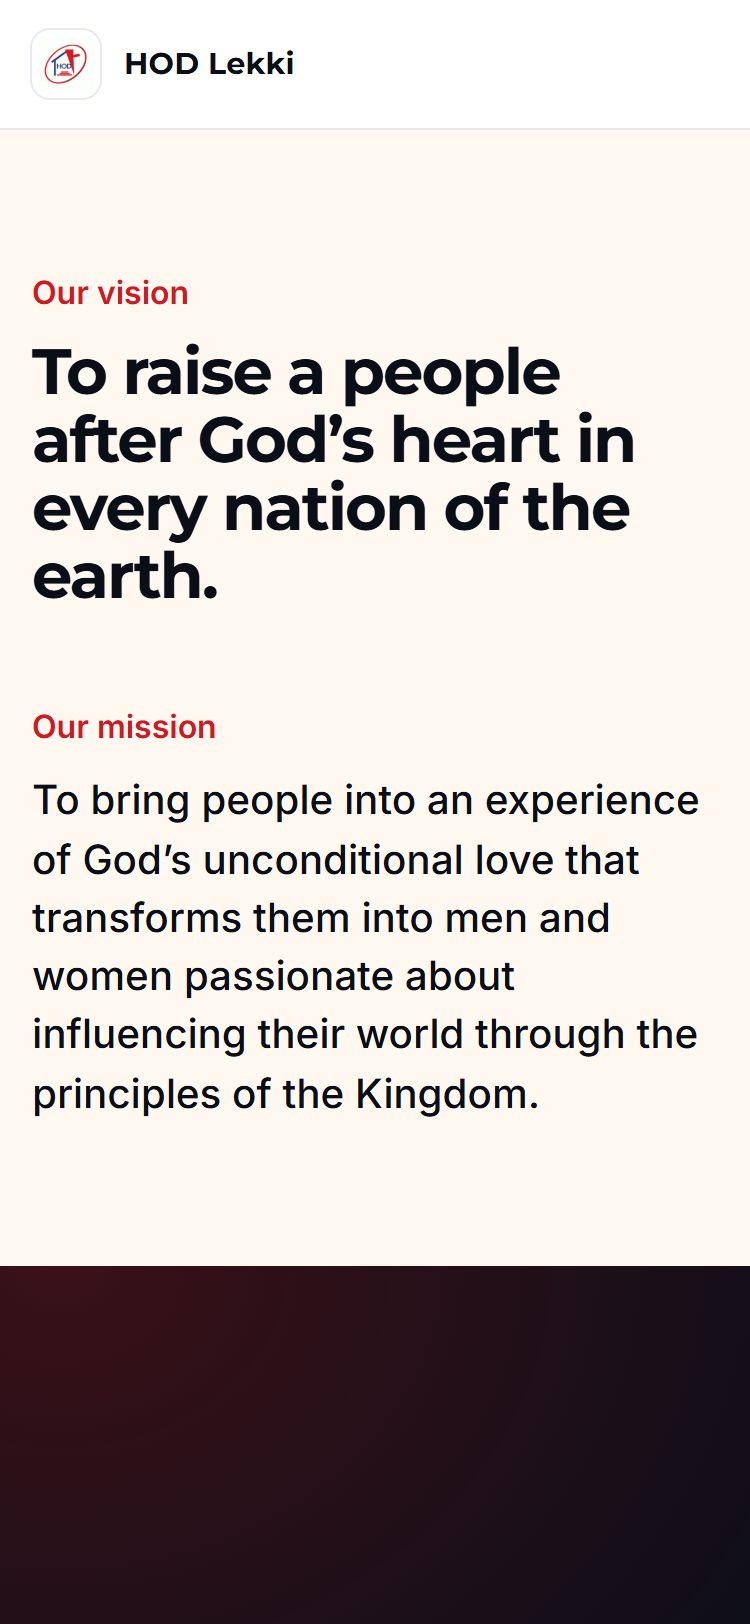 HOD
HOD Lekki
Our vision
To raise a people
after God’s heart in
every nation of the
earth.
Our mission
To bring people into an experience
of God’s unconditional love that
transforms them into men and
women passionate about
influencing their world through the
principles of the Kingdom.